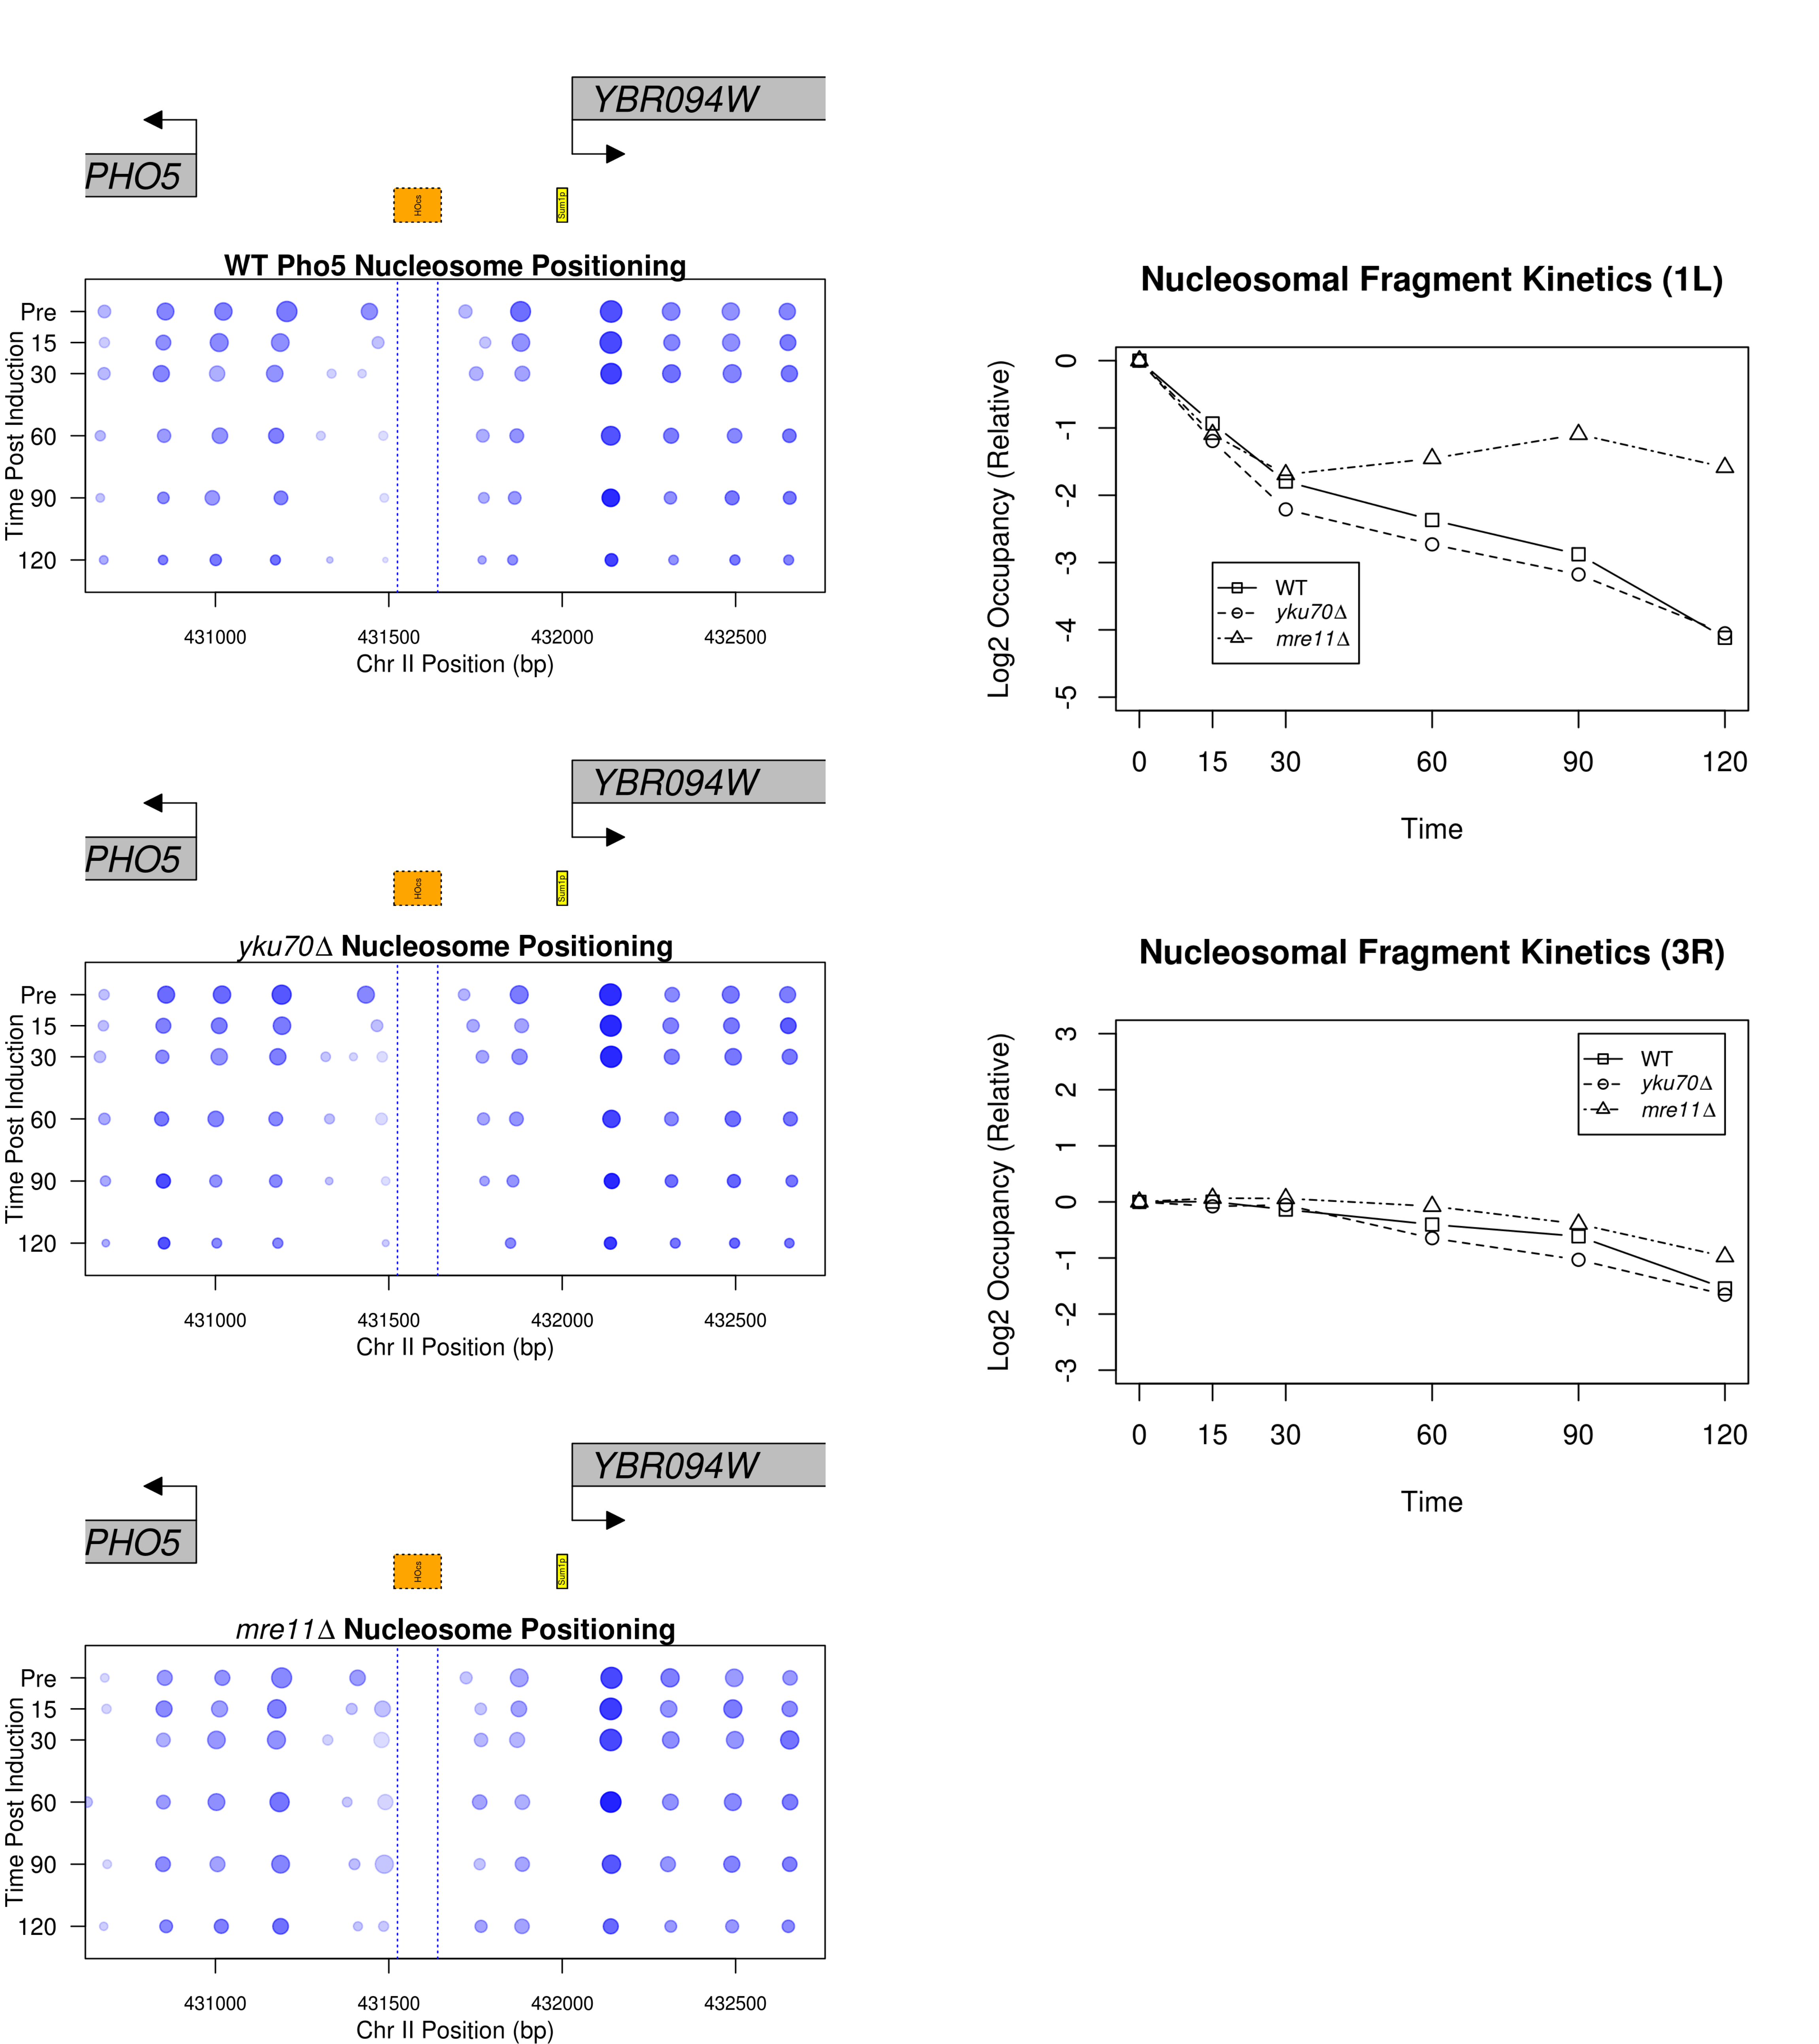 YBR094W
PHO5
HOcs
Sum1p
WT Pho5 Nucleosome Positioning
Time Post Induction
Pre
15
30
60
90
120
431000 431500 432000 432500
Chr II Position (bp)
YBR094W
PHO5
HOcs
Sum1p
yku70Δ Nucleosome Positioning
Time Post Induction
Pre
15
30
60
90
120
431000 431500 432000 432500
Chr II Position (bp)
YBR094W
PHO5
HOcs
Sum1p
mre11Δ Nucleosome Positioning
Time Post Induction
Pre
15
30
60
90
120
431000 431500 432000 432500
Chr II Position (bp)
Nucleosomal Fragment Kinetics (1L)
Log2 Occupancy (Relative)
0
-1
-2
-3
-4
-5
WT
yku70Δ
mre11Δ
0 15 30 60 90 120
Time
Nucleosomal Fragment Kinetics (3R)
Log2 Occupancy (Relative)
3
2
1
0
-1
-2
-3
WT
yku70Δ
mre11Δ
0 15 30 60 90 120
Time